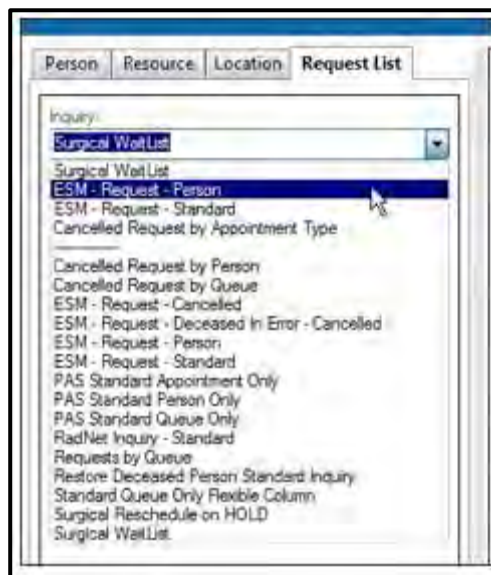 Person Resource Location Request List
Inquiry:
Surgical WaitList
Surgical WaitList
ESM - Request - Person
ESM - Request - Standard
Cancelled Request by Appointment Type
----------
Cancelled Request by Person
Cancelled Request by Queue
ESM - Request - Cancelled
ESM - Request - Deceased In Error - Cancelled
ESM - Request - Person
ESM - Request - Standard
PAS Standard Appointment Only
PAS Standard Person Only
PAS Standard Queue Only
RadNet Inquiry - Standard
Requests by Queue
Restore Deceased Person Standard Inquiry
Standard Queue Only Flexible Column
Surgical Reschedule on HOLD
Surgical WaitList